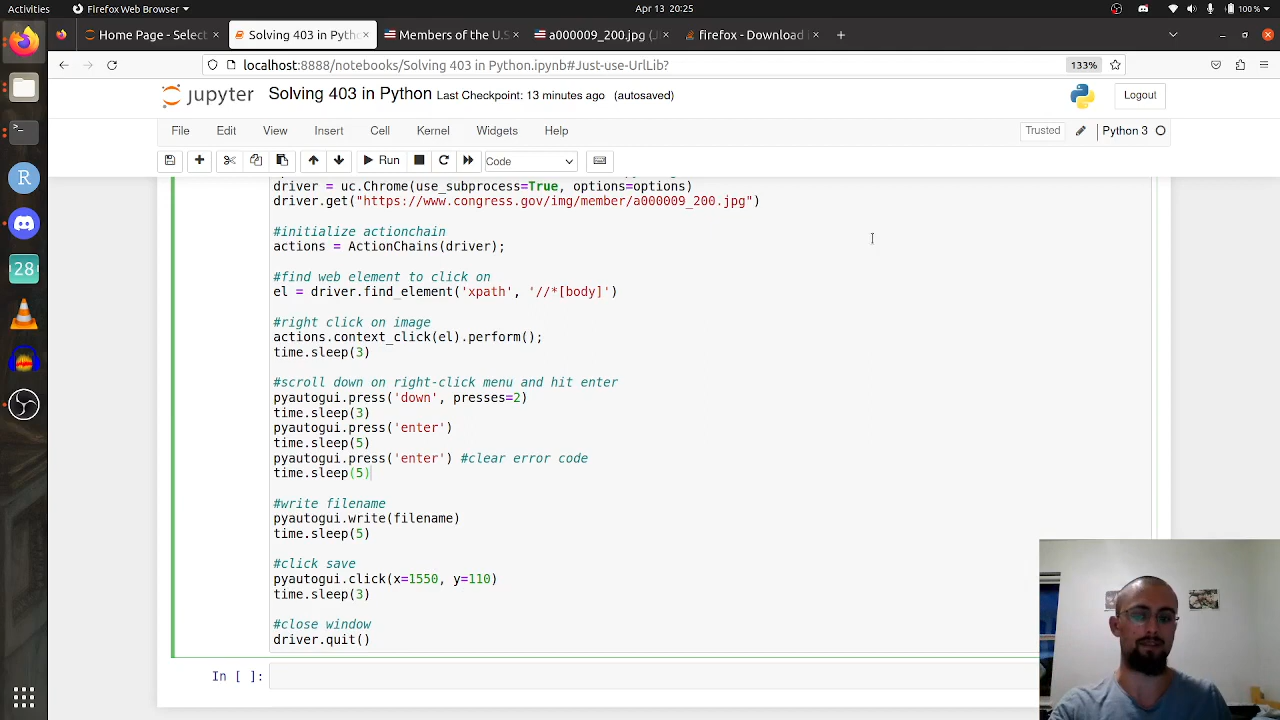 Activities
Firefox Web Browser
Apr 13 20:25
100 %
Home Page - Select
Solving 403 in Pyth
Members of the U.S
a000009_200.jpg (J
firefox - Download
localhost:8888/notebooks/Solving 403 in Python.ipynb#Just-use-UrlLib?
133%
jupyter
Solving 403 in Python
Last Checkpoint: 13 minutes ago
(autosaved)
Logout
File
Edit
View
Insert
Cell
Kernel
Widgets
Help
Trusted
Python 3
Run
Code
driver = uc.Chrome(use_subprocess=True, options=options)
driver.get("https://www.congress.gov/img/member/a000009_200.jpg")
#initialize actionchain
actions = ActionChains(driver);
#find web element to click on
el = driver.find_element('xpath', '//*[body]')
#right click on image
actions.context_click(el).perform();
time.sleep(3)
#scroll down on right-click menu and hit enter
pyautogui.press('down', presses=2)
time.sleep(3)
pyautogui.press('enter')
time.sleep(5)
pyautogui.press('enter') #clear error code
time.sleep(5)
#write filename
pyautogui.write(filename)
time.sleep(5)
#click save
pyautogui.click(x=1550, y=110)
time.sleep(3)
#close window
driver.quit()
In [ ]:
28